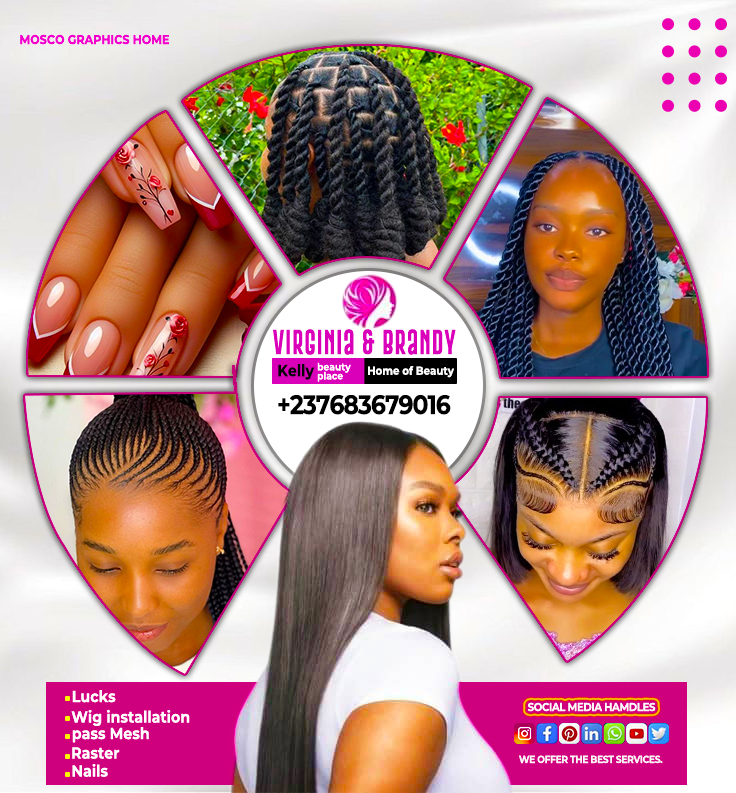 MOSCO GRAPHICS HOME
the
VIRGINIA & BRANDY
Kelly beauty place Home of Beauty
+237683679016
Lucks
Wig installation
pass Mesh
Raster
Nails
SOCIAL MEDIA HAMDLES
WE OFFER THE BEST SERVICES.